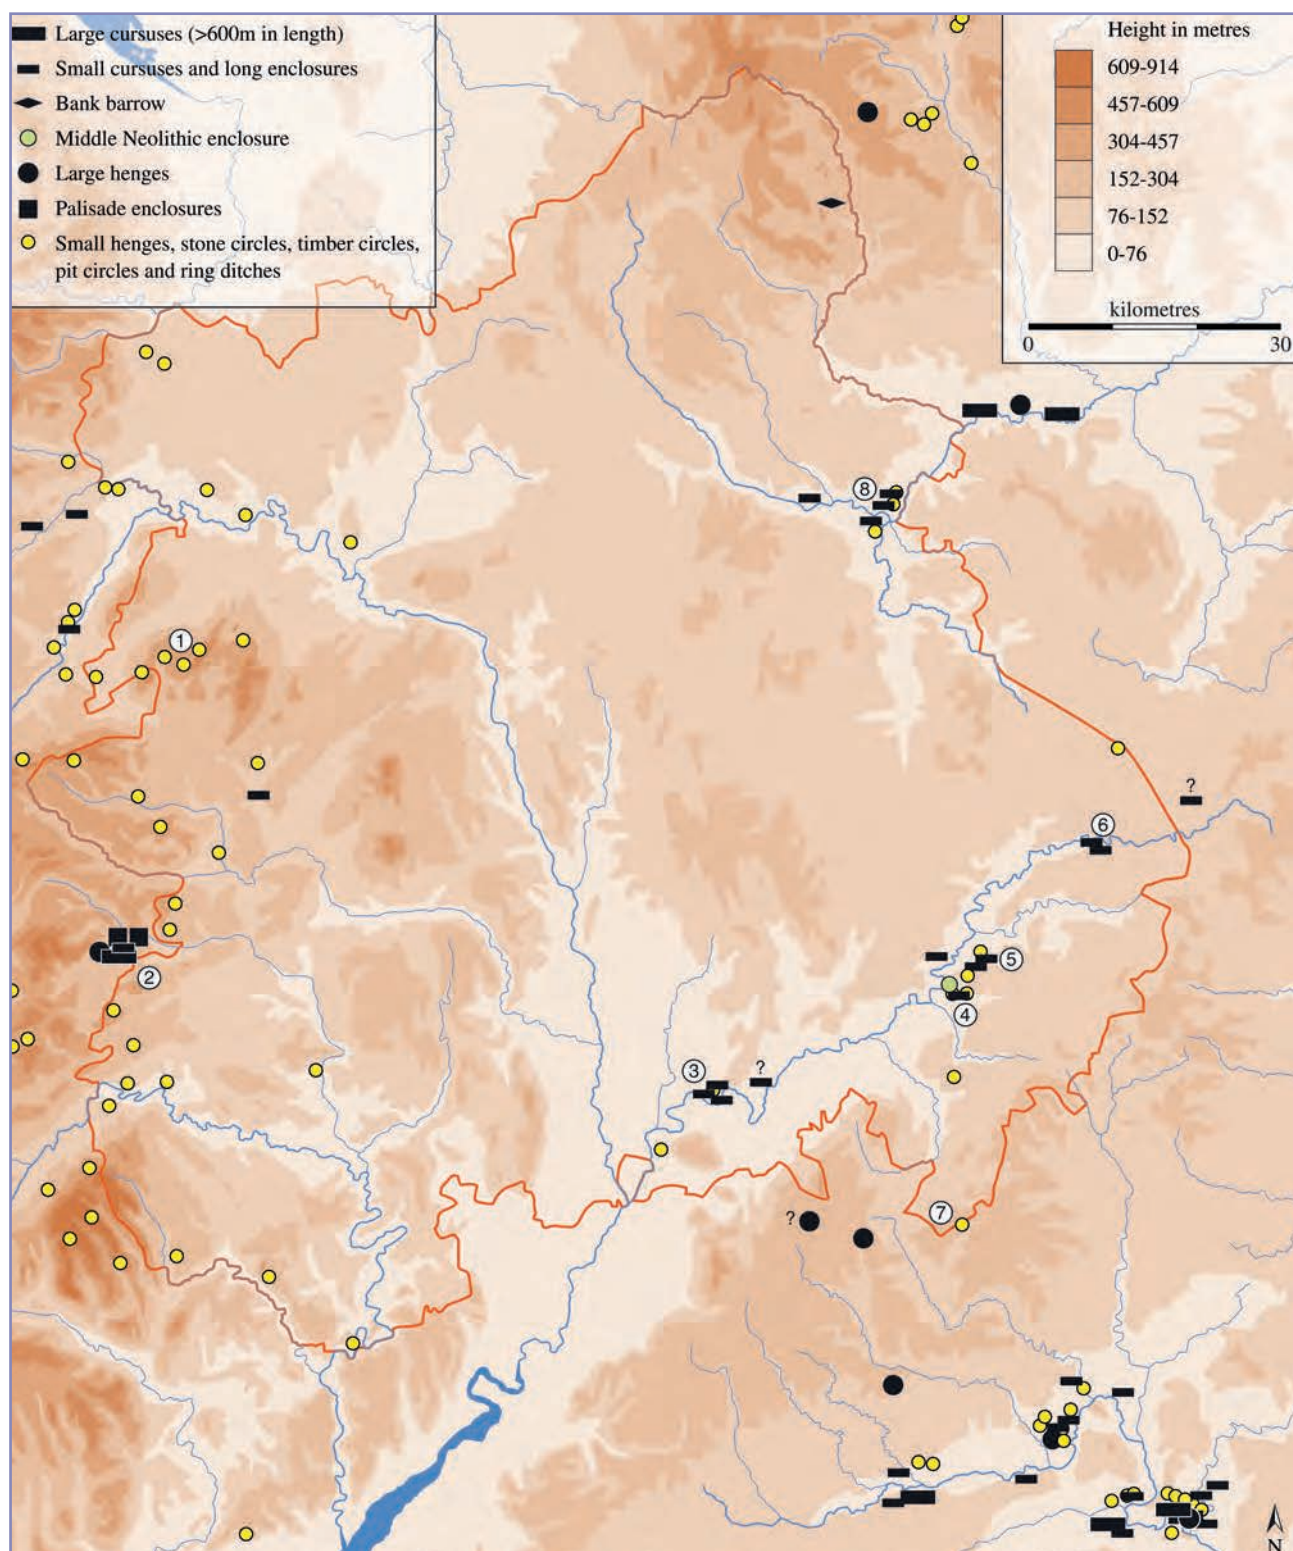 Large cursuses (>600m in length)
Small cursuses and long enclosures
Bank barrow
Middle Neolithic enclosure
Large henges
Palisade enclosures
Small henges, stone circles, timber circles,
pit circles and ring ditches
Height in metres
609-914
457-609
304-457
152-304
76-152
0-76
kilometres
0 30
8
1
?
6
2
5
4
3 ?
7
?
N